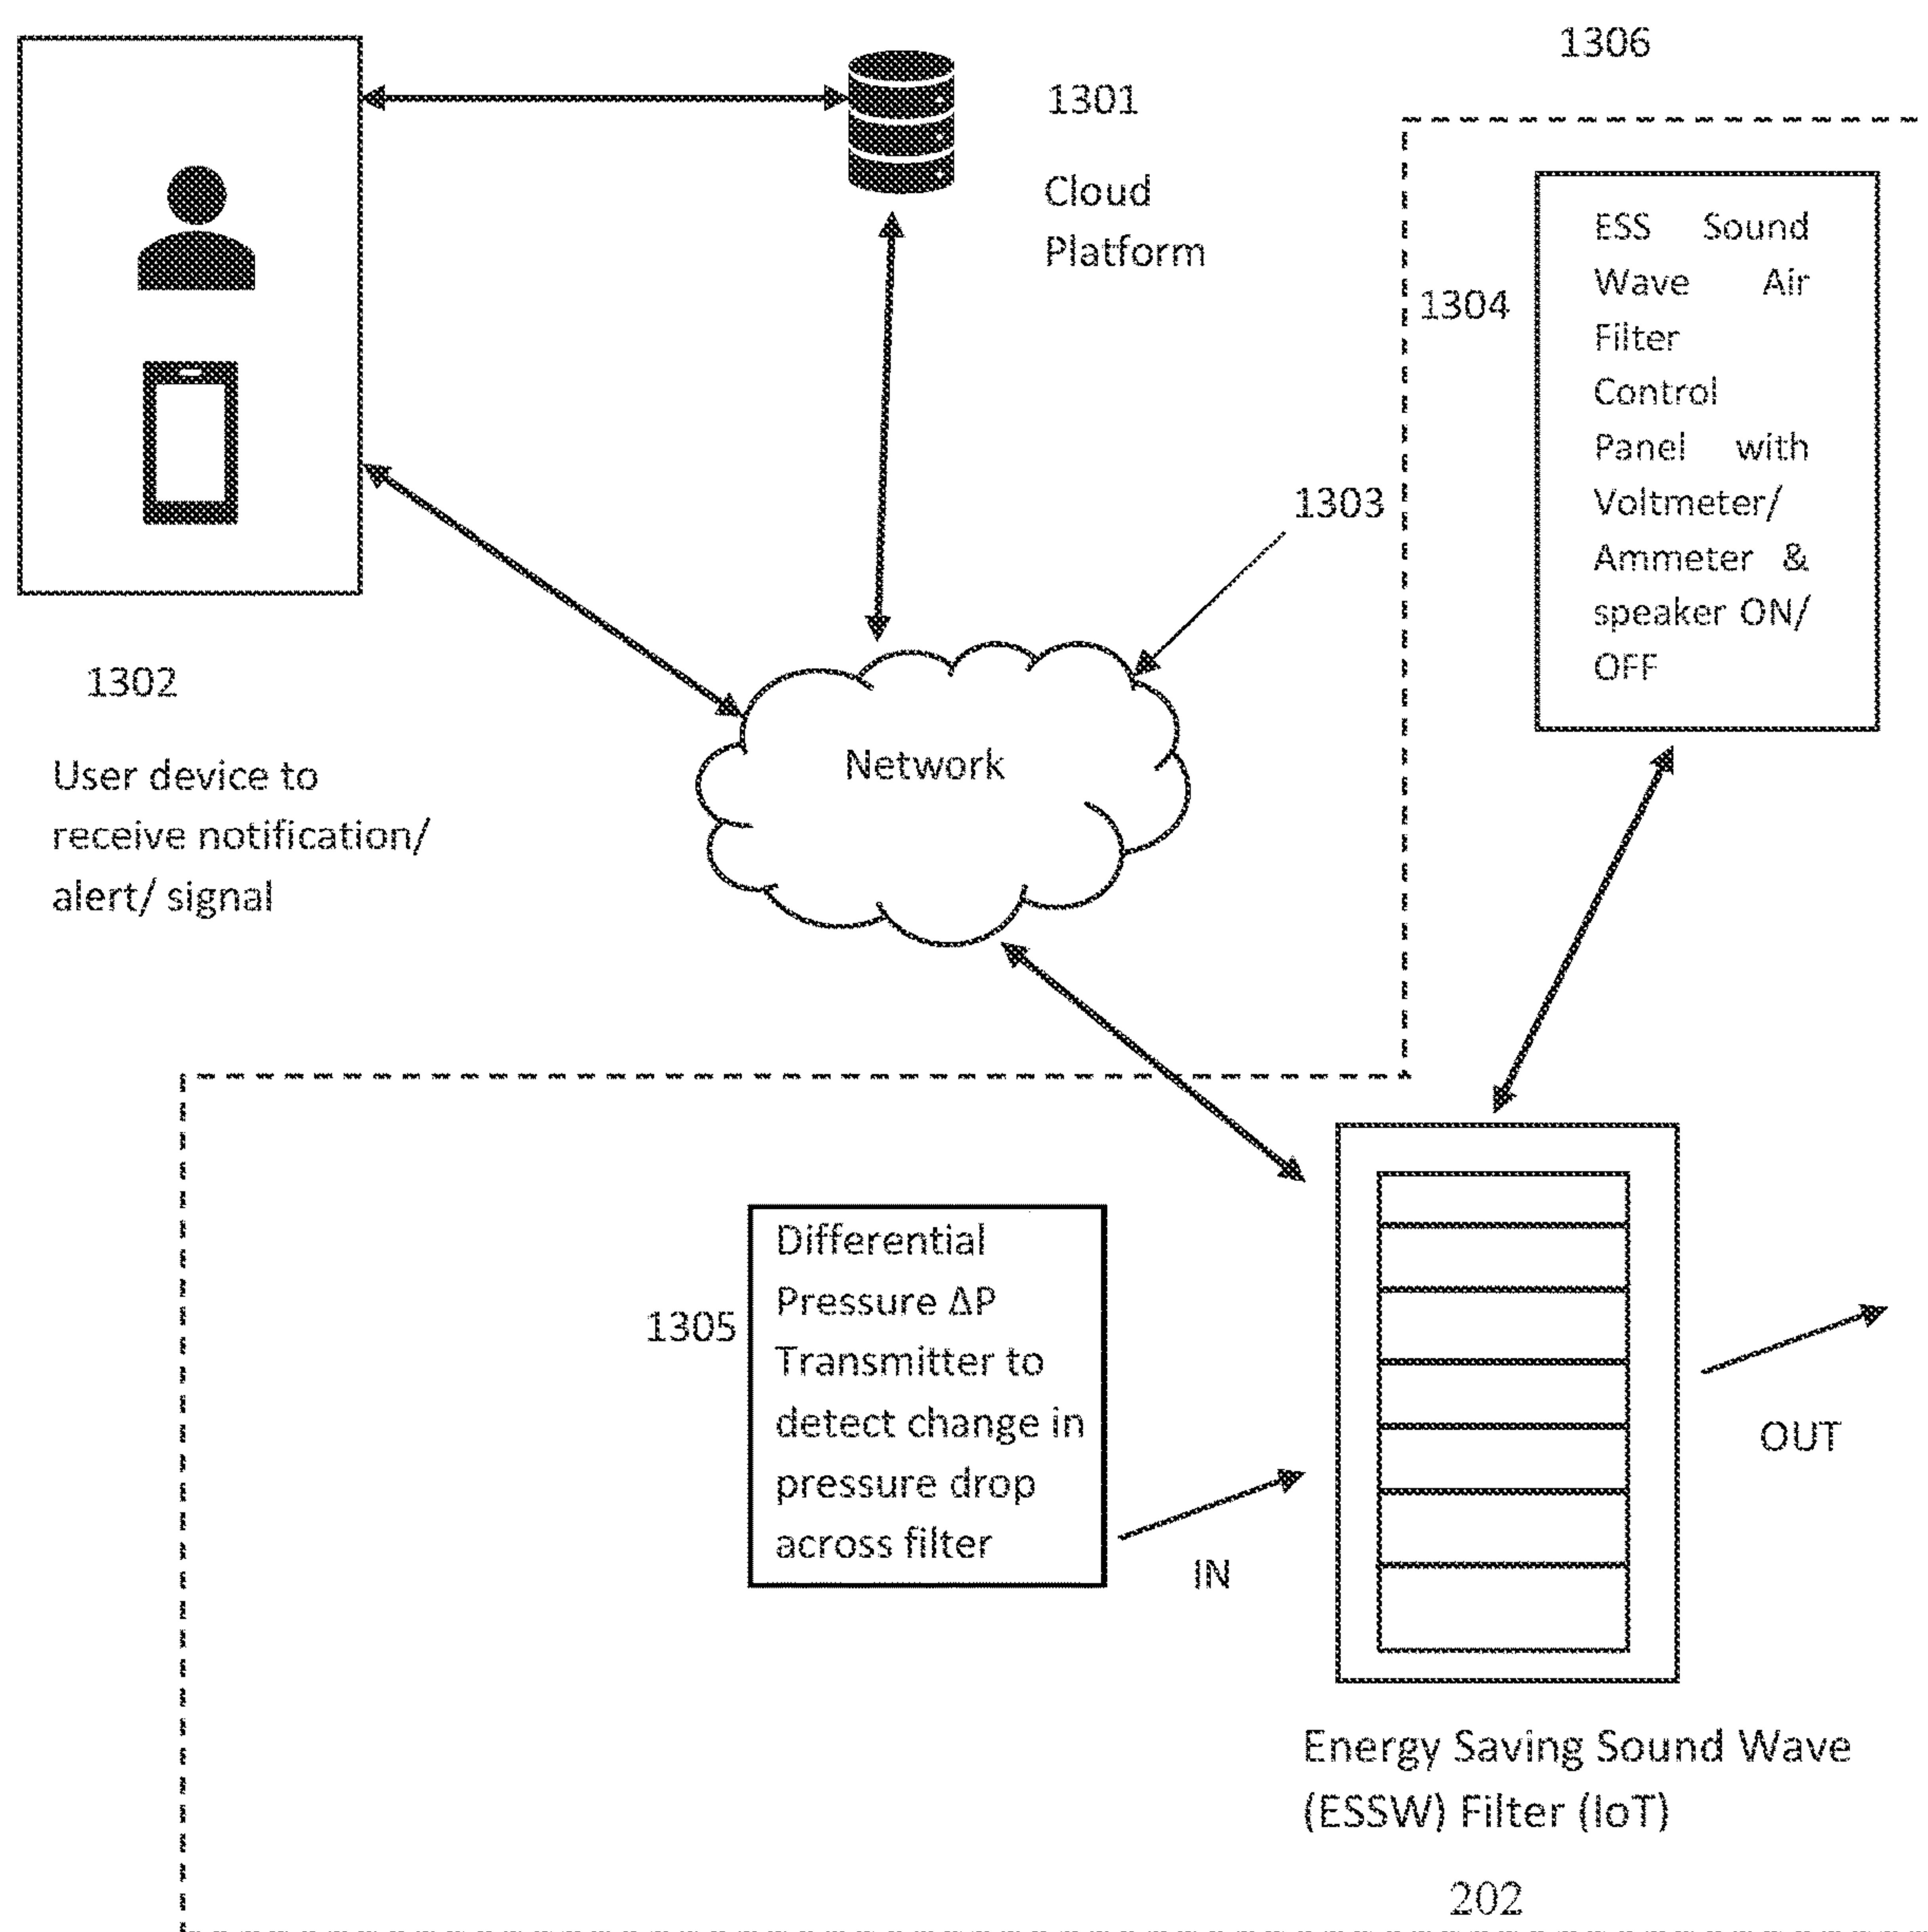 1306
1301
Cloud
Platform
1304
ESS Sound
Wave Air
Filter
Control
Panel with
Voltmeter/
Ammeter &
speaker ON/
OFF
1303
1302
User device to
receive notification/
alert/ signal
Network
1305
Differential
Pressure ΔP
Transmitter to
detect change in
pressure drop
across filter
IN
OUT
Energy Saving Sound Wave
(ESSW) Filter (IoT)
202